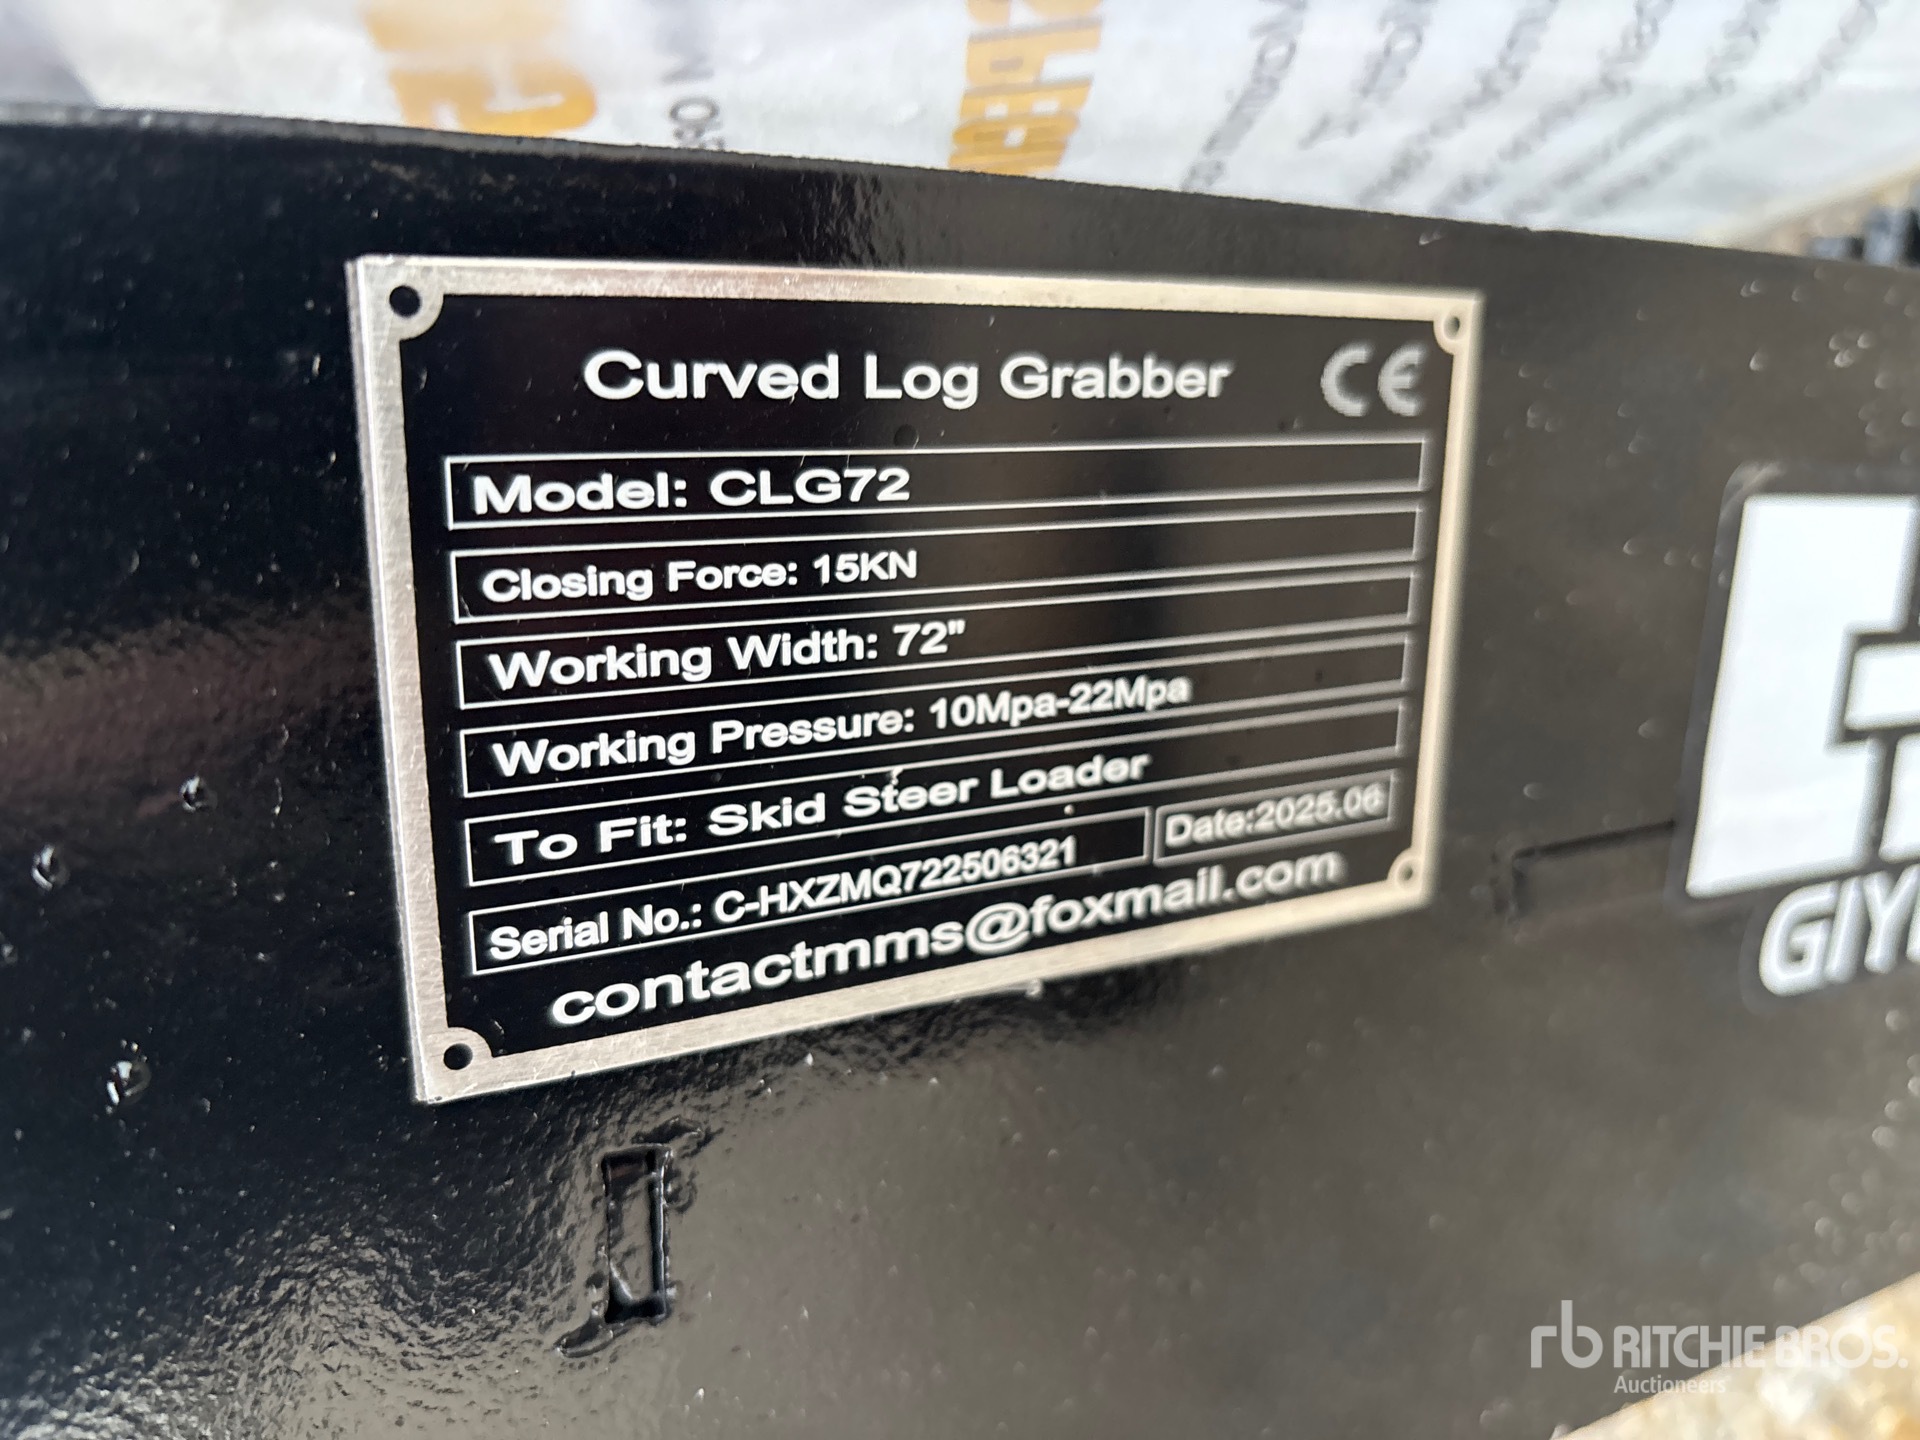 Curved Log Grabber CE
Model: CLG72
Closing Force: 15KN
Working Width: 72"
Working Pressure: 10Mpa-22Mpa
To Fit: Skid Steer Loader
Serial No.: C-HXZMQ722506321 Date:2025.06
contactmms@foxmail.com
rb RITCHIE BROS.
Auctioneers